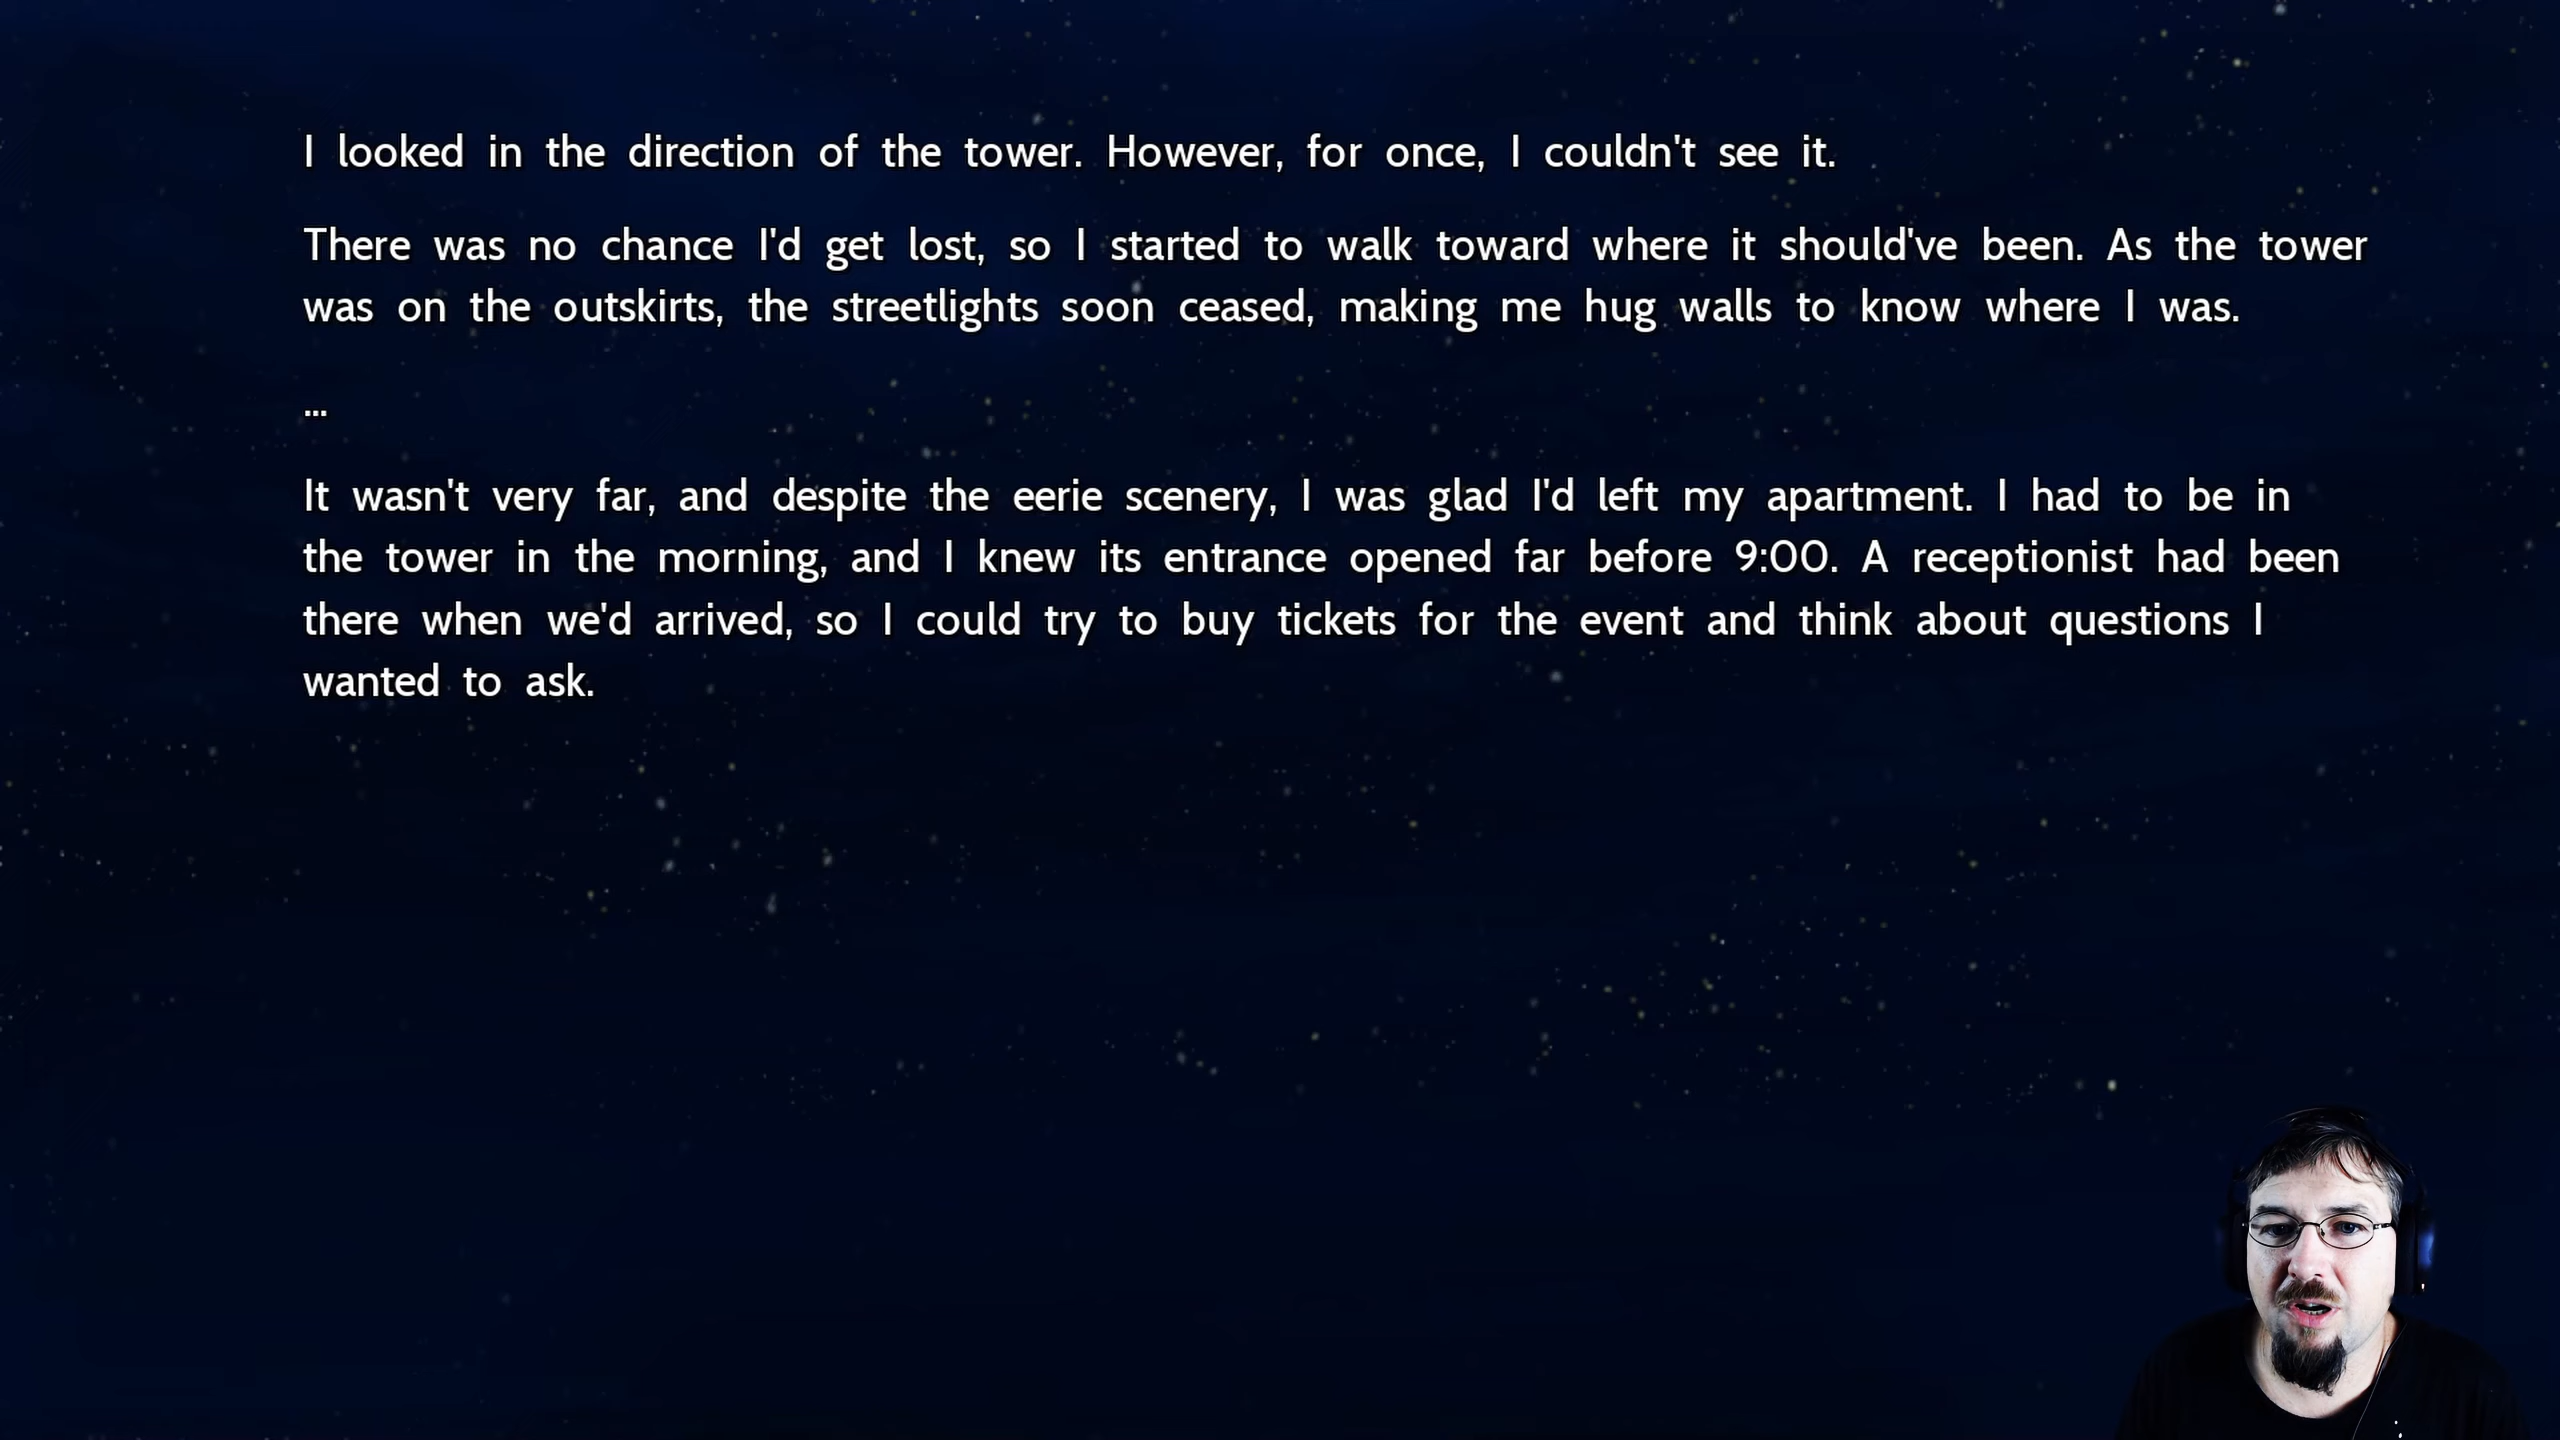 I looked in the direction of the tower. However, for once, I couldn't see it.
There was no chance I'd get lost, so I started to walk toward where it should've been. As the tower
was on the outskirts, the streetlights soon ceased, making me hug walls to know where I was.
...
It wasn't very far, and despite the eerie scenery, I was glad I'd left my apartment. I had to be in
the tower in the morning, and I knew its entrance opened far before 9:00. A receptionist had been
there when we'd arrived, so I could try to buy tickets for the event and think about questions I
wanted to ask.